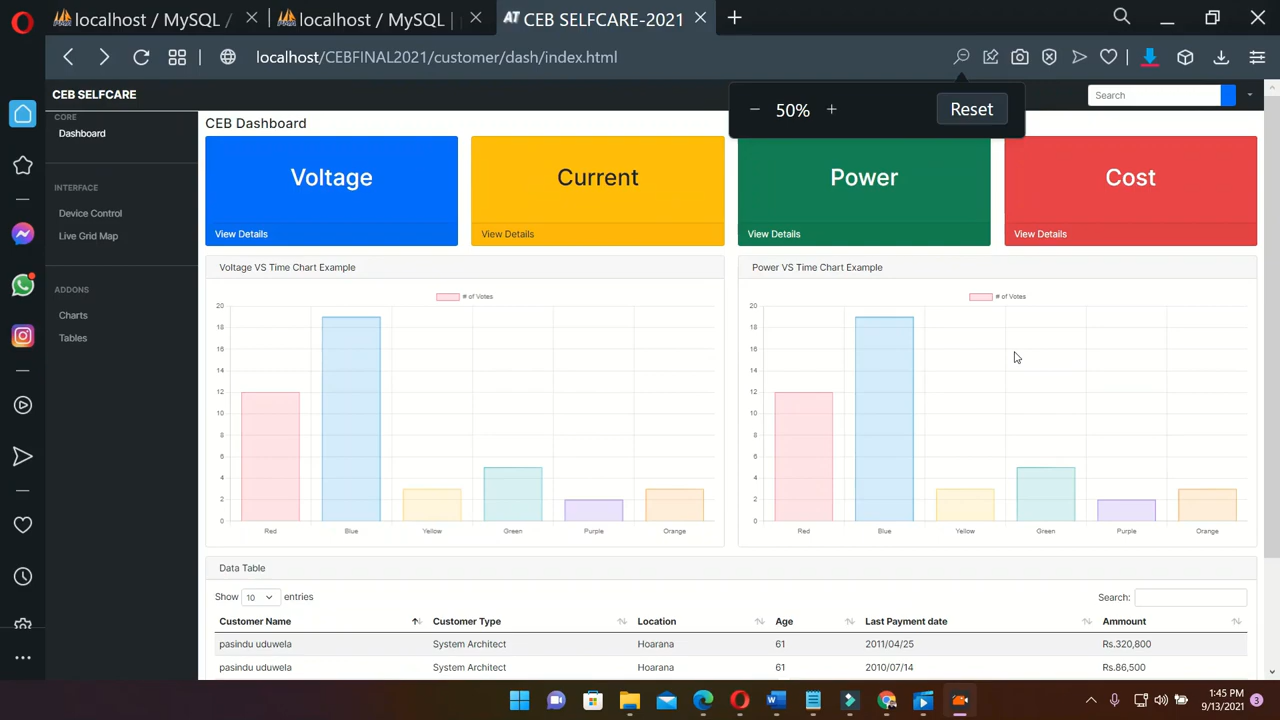 localhost / MySQL /
localhost / MySQL |
AT CEB SELFCARE-2021
localhost/CEBFINAL2021/customer/dash/index.html
CEB SELFCARE
Search
50%
Reset
CORE
Dashboard
INTERFACE
Device Control
Live Grid Map
ADDONS
Charts
Tables
CEB Dashboard
Voltage
View Details
Current
View Details
Power
View Details
Cost
View Details
Voltage VS Time Chart Example
# of Votes
20
18
16
14
12
10
8
6
4
2
0
Red Blue Yellow Green Purple Orange
Power VS Time Chart Example
# of Votes
20
18
16
14
12
10
8
6
4
2
0
Red Blue Yellow Green Purple Orange
Data Table
Show 10 entries
Search:
Customer Name Customer Type Location Age Last Payment date Ammount
pasindu uduwela System Architect Hoarana 61 2011/04/25 Rs.320,800
pasindu uduwela System Architect Hoarana 61 2010/07/14 Rs.86,500
1:45 PM
9/13/2021
3